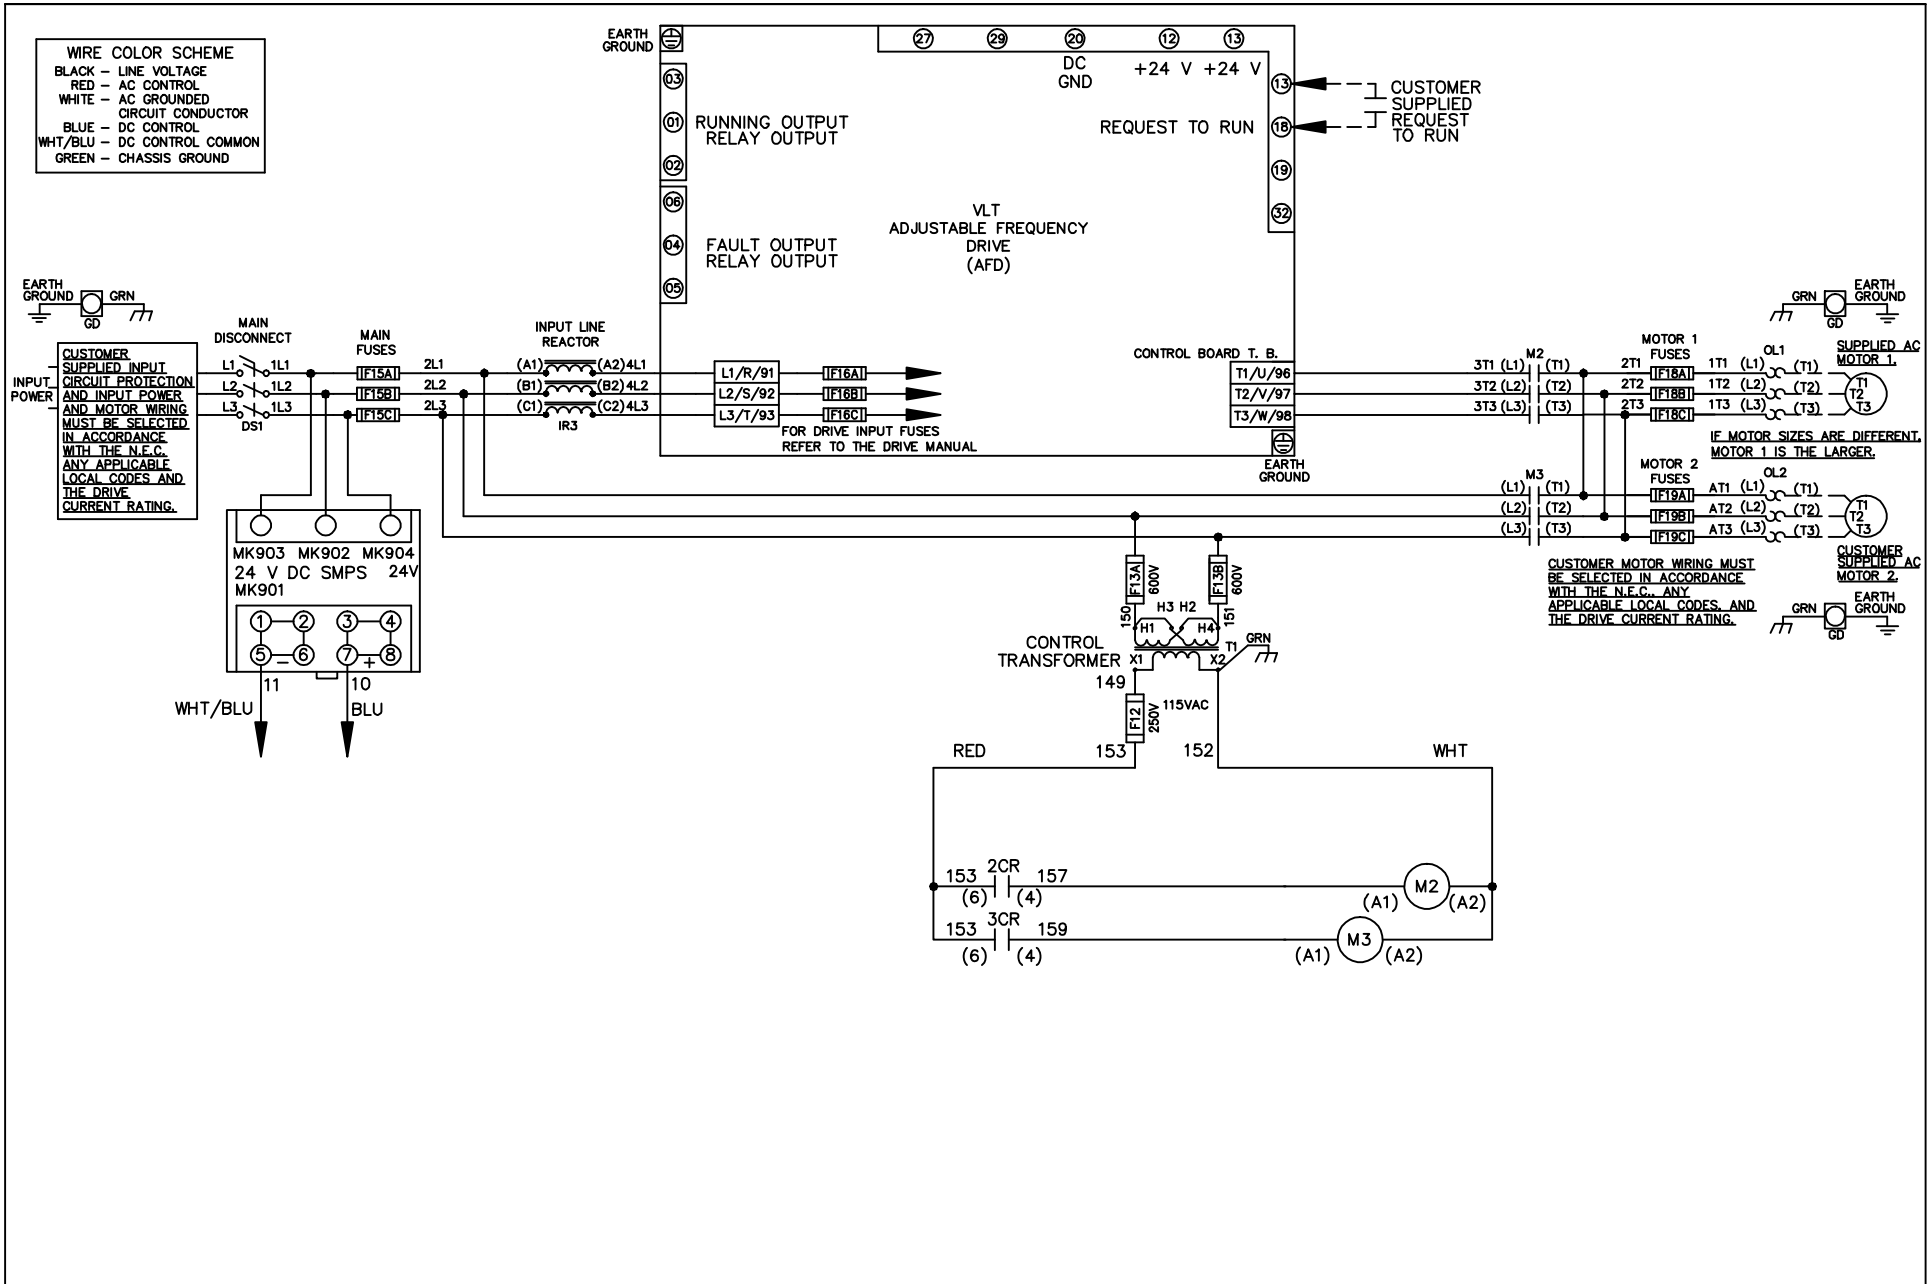 WIRE COLOR SCHEME
BLACK – LINE VOLTAGE
RED – AC CONTROL
WHITE – AC GROUNDED
CIRCUIT CONDUCTOR
BLUE – DC CONTROL
WHT/BLU – DC CONTROL COMMON
GREEN – CHASSIS GROUND
EARTH
GROUND
27 29 20 12 13
DC
GND
+24 V +24 V
03
01
02
RUNNING OUTPUT
RELAY OUTPUT
06
04
05
FAULT OUTPUT
RELAY OUTPUT
VLT
ADJUSTABLE FREQUENCY
DRIVE
(AFD)
13
REQUEST TO RUN 18
19
32
CUSTOMER
SUPPLIED
REQUEST
TO RUN
EARTH
GROUND
GRN
GD
INPUT
POWER
CUSTOMER
SUPPLIED INPUT
CIRCUIT PROTECTION
AND INPUT POWER
AND MOTOR WIRING
MUST BE SELECTED
IN ACCORDANCE
WITH THE N.E.C.
ANY APPLICABLE
LOCAL CODES AND
THE DRIVE
CURRENT RATING.
MAIN
DISCONNECT
L1 1L1
L2 1L2
L3 1L3
DS1
MAIN
FUSES
F15A
F15B
F15C
2L1
2L2
2L3
INPUT LINE
REACTOR
(A1) (A2) 4L1
(B1) (B2) 4L2
(C1) (C2) 4L3
IR3
L1/R/91 F16A
L2/S/92 F16B
L3/T/93 F16C
FOR DRIVE INPUT FUSES
REFER TO THE DRIVE MANUAL
CONTROL BOARD T. B.
T1/U/96
T2/V/97
T3/W/98
EARTH
GROUND
M2
3T1 (L1) (T1)
3T2 (L2) (T2)
3T3 (L3) (T3)
MOTOR 1
FUSES
2T1 F18A 1T1 (L1)
2T2 F18B 1T2 (L2)
2T3 F18C 1T3 (L3)
OL1
(T1)
(T2)
(T3)
T1
T2
T3
GRN
GD
EARTH
GROUND
SUPPLIED AC
MOTOR 1.
IF MOTOR SIZES ARE DIFFERENT,
MOTOR 1 IS THE LARGER.
M3
(L1) (T1)
(L2) (T2)
(L3) (T3)
MOTOR 2
FUSES
F19A AT1 (L1)
F19B AT2 (L2)
F19C AT3 (L3)
OL2
(T1)
(T2)
(T3)
T1
T2
T3
CUSTOMER
SUPPLIED AC
MOTOR 2.
CUSTOMER MOTOR WIRING MUST
BE SELECTED IN ACCORDANCE
WITH THE N.E.C., ANY
APPLICABLE LOCAL CODES, AND
THE DRIVE CURRENT RATING.
GRN
GD
EARTH
GROUND
MK903 MK902 MK904
24 V DC SMPS 24V
MK901
1 2 3 4
5 – 6 7 + 8
11 10
WHT/BLU BLU
F13A
600V
F13B
600V
150
151
H3 H2
H1 H4
CONTROL
TRANSFORMER
X1 X2
T1
GRN
149
F12
250V
115VAC
RED 153 152 WHT
2CR
153 157
(6) (4)
M2
(A1) (A2)
3CR
153 159
(6) (4)
M3
(A1) (A2)